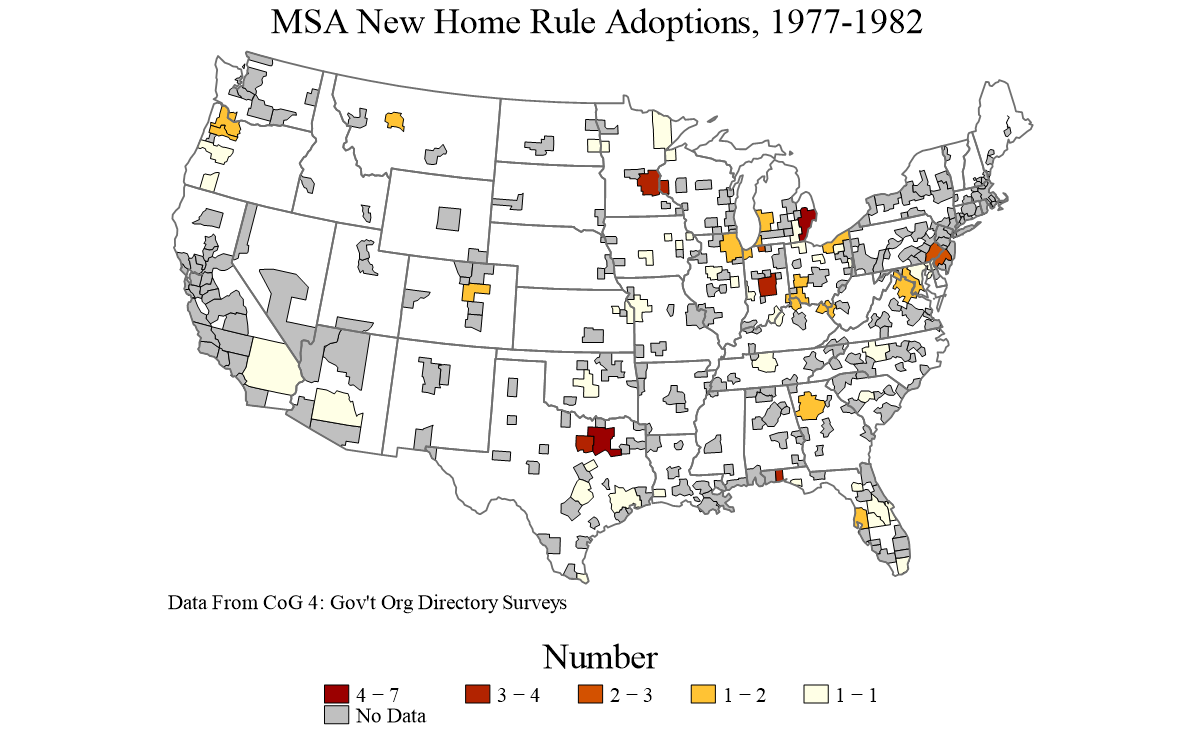 MSA New Home Rule Adoptions, 1977-1982
Data From CoG 4: Gov't Org Directory Surveys
Number
4 − 7 3 − 4 2 − 3 1 − 2 1 − 1
No Data